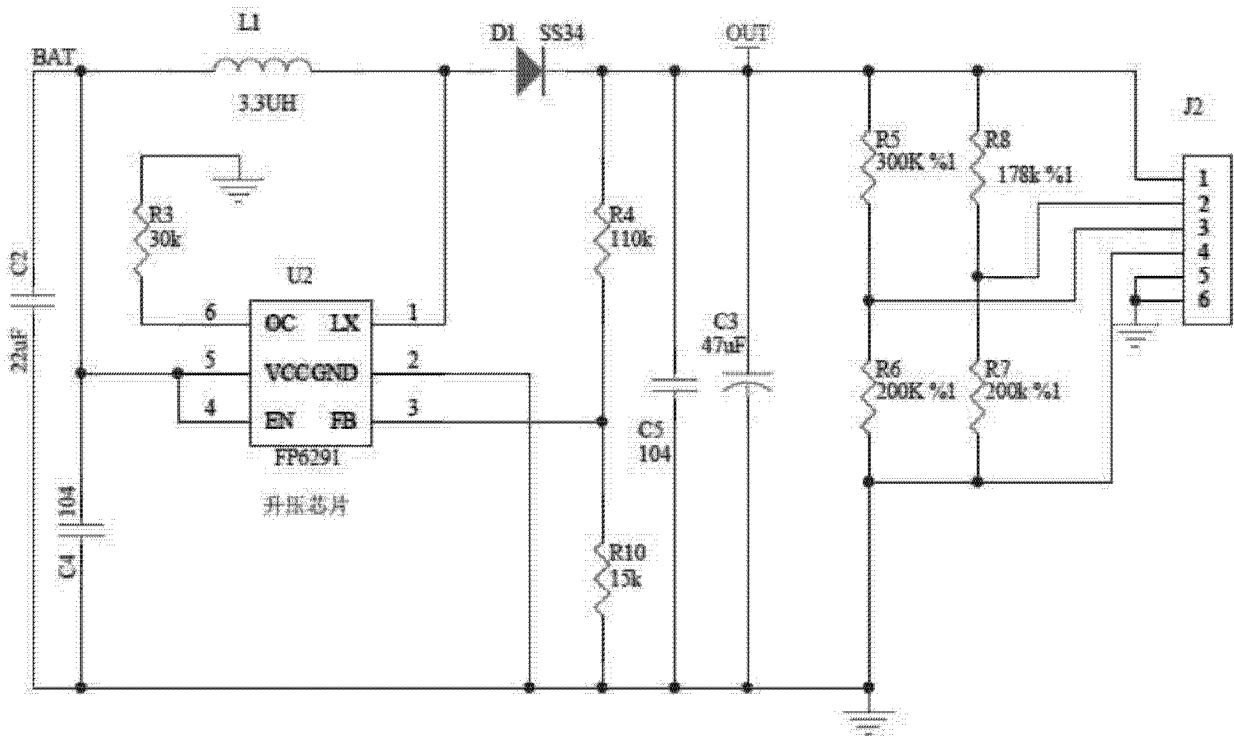 L1
D1 SS34
OUT
BAT
3.3UH
J2
R5
300K %1
R8
178k %1
1
2
3
4
5
6
R3
30k
R4
110k
C2
22uF
U2
6 OC LX 1
5 VCC GND 2
4 EN FB 3
FP6291
升压芯片
C3
47uF
R6
200K %1
R7
200k %1
C5
104
104
C4
R10
15k